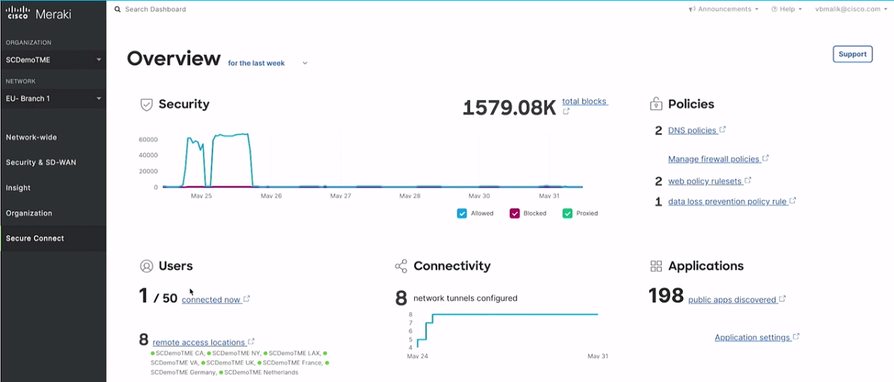 cisco Meraki
Search Dashboard
Announcements
Help
vbmalik@cisco.com
ORGANIZATION
SCDemoTME
NETWORK
EU- Branch 1
Network-wide
Security & SD-WAN
Insight
Organization
Secure Connect
Overview for the last week
Support
Security
1579.08K total blocks
60000
40000
20000
0
May 25 May 26 May 27 May 28 May 29 May 30 May 31
Allowed Blocked Proxied
Policies
2 DNS policies
Manage firewall policies
2 web policy rulesets
1 data loss prevention policy rule
Users
1 / 50 connected now
8 remote access locations
SCDemoTME CA, SCDemoTME NY, SCDemoTME LAX,
SCDemoTME VA, SCDemoTME UK, SCDemoTME France,
SCDemoTME Germany, SCDemoTME Netherlands
Connectivity
8 network tunnels configured
8
7
6
5
4
May 24 May 31
Applications
198 public apps discovered
Application settings